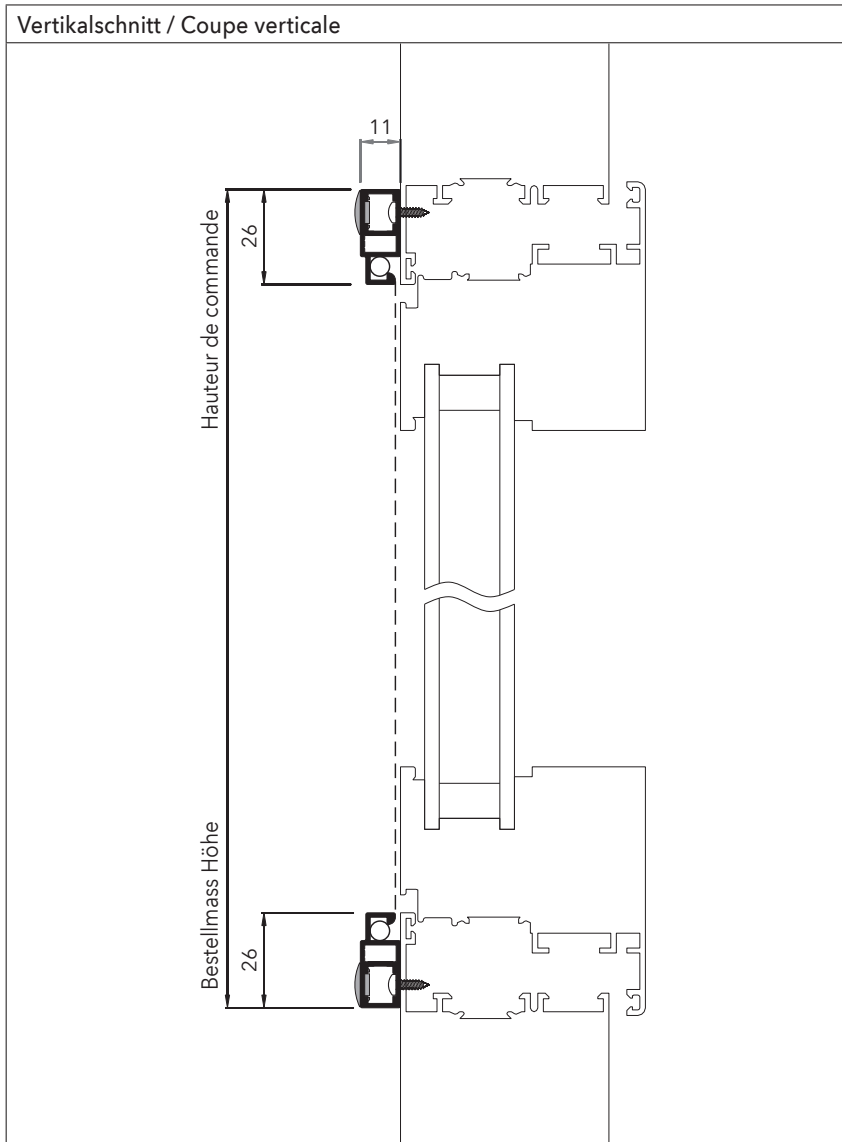 Vertikalschnitt / Coupe verticale
11
26
Hauteur de commande
Bestellmass Höhe
26